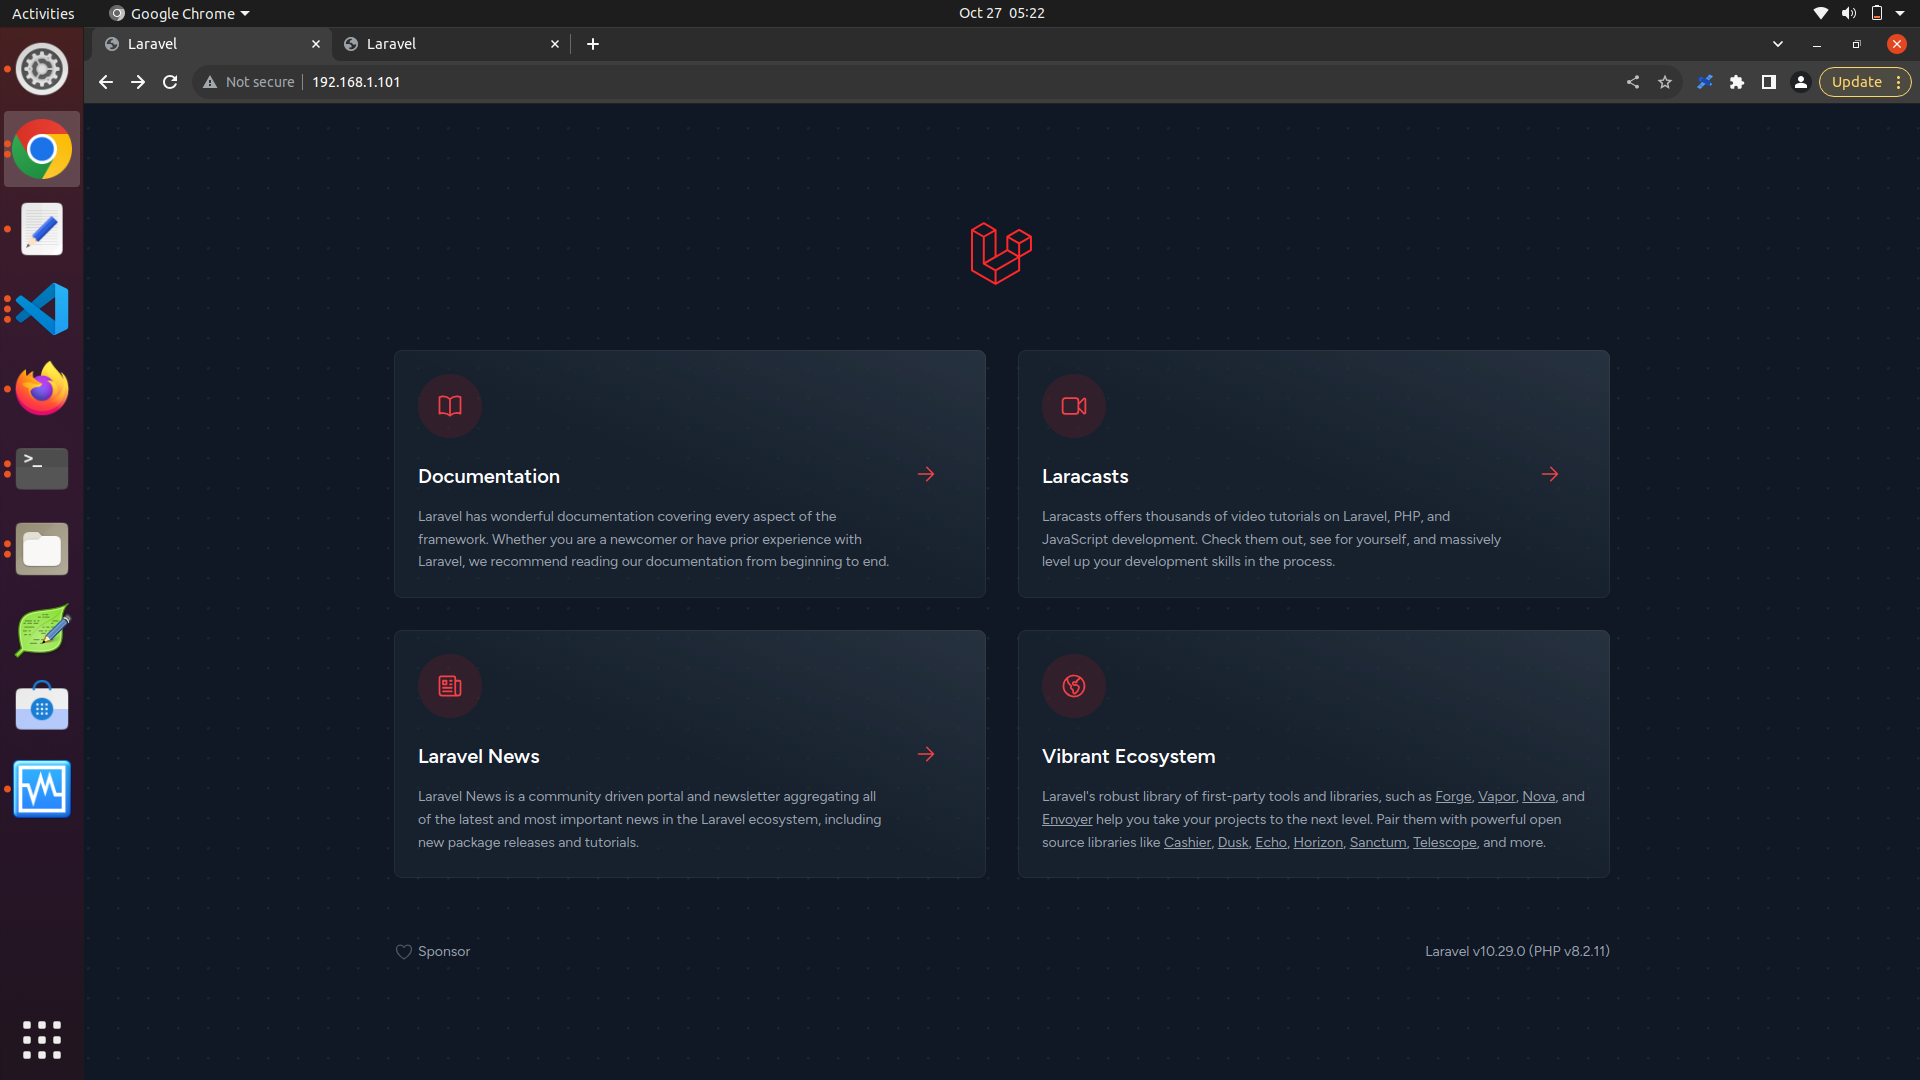 Activities
Google Chrome
Oct 27 05:22
Laravel
Laravel
Not secure
192.168.1.101
Update
>_
Documentation
Laravel has wonderful documentation covering every aspect of the
framework. Whether you are a newcomer or have prior experience with
Laravel, we recommend reading our documentation from beginning to end.
Laracasts
Laracasts offers thousands of video tutorials on Laravel, PHP, and
JavaScript development. Check them out, see for yourself, and massively
level up your development skills in the process.
Laravel News
Laravel News is a community driven portal and newsletter aggregating all
of the latest and most important news in the Laravel ecosystem, including
new package releases and tutorials.
Vibrant Ecosystem
Laravel's robust library of first-party tools and libraries, such as Forge, Vapor, Nova, and
Envoyer help you take your projects to the next level. Pair them with powerful open
source libraries like Cashier, Dusk, Echo, Horizon, Sanctum, Telescope, and more.
Sponsor
Laravel v10.29.0 (PHP v8.2.11)